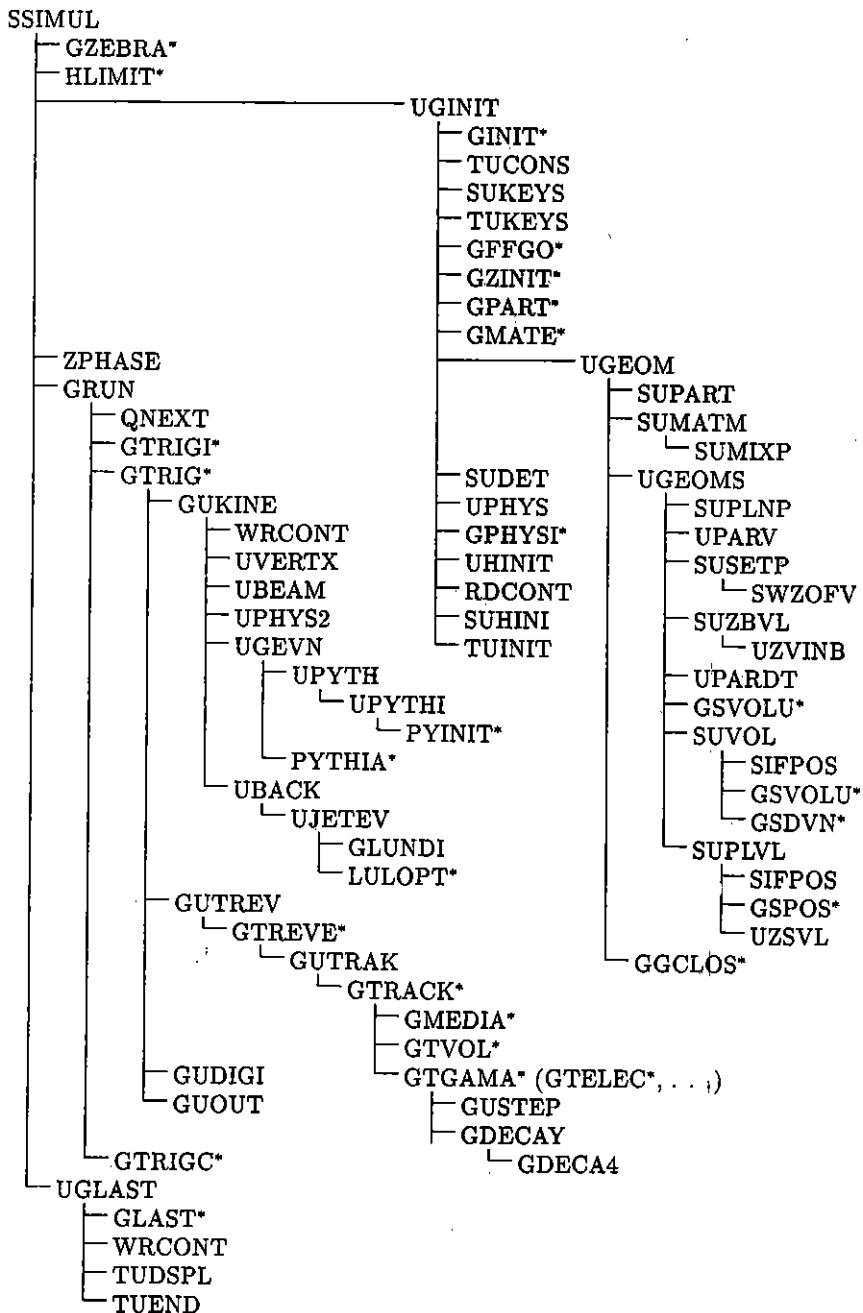 SSIMUL
GZEBRA*
HLIMIT*
UGINIT
GINIT*
TUCONS
SUKEYS
TUKEYS
GFFGO*
GZINIT*
GPART*
GMATE*
UGEOM
SUPART
SUMATM
SUMIXP
UGEOMS
SUPLNP
UPARV
SUSETP
SWZOFV
SUZBVL
UZVINB
UPARDT
GSVOLU*
SUVOL
SIFPOS
GSVOLU*
GSDVN*
SUPLVL
SIFPOS
GSPOS*
UZSVL
GGCLOS*
SUDET
UPHYS
GPHYSI*
UHINIT
RDCONT
SUHINI
TUINIT
ZPHASE
GRUN
QNEXT
GTRIGI*
GTRIG*
GUKINE
WRCONT
UVERTX
UBEAM
UPHYS2
UGEVN
UPYTH
UPYTHI
PYINIT*
PYTHIA*
UBACK
UJETEV
GLUNDI
LULOPT*
GUTREV
GTREVE*
GUTRAK
GTRACK*
GMEDIA*
GTVOL*
GTGAMA* (GTELEC*, . . ,)
GUSTEP
GDECAY
GDECA4
GUDIGI
GUOUT
GTRIGC*
UGLAST
GLAST*
WRCONT
TUDSPL
TUEND